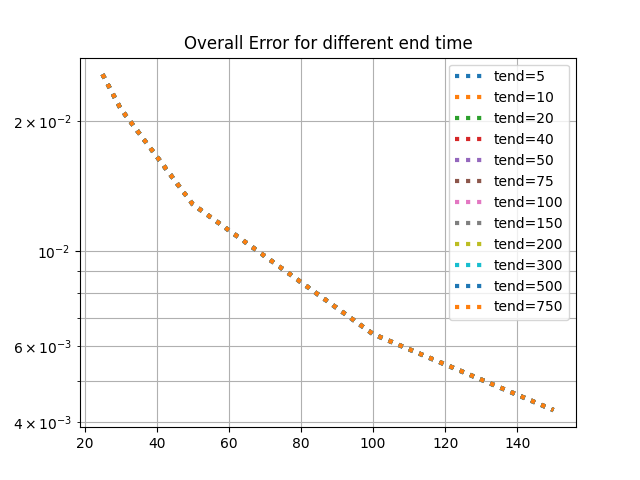 Overall Error for different end time
2 × 10⁻²
10⁻²
6 × 10⁻³
4 × 10⁻³
20 40 60 80 100 120 140
tend=5
tend=10
tend=20
tend=40
tend=50
tend=75
tend=100
tend=150
tend=200
tend=300
tend=500
tend=750